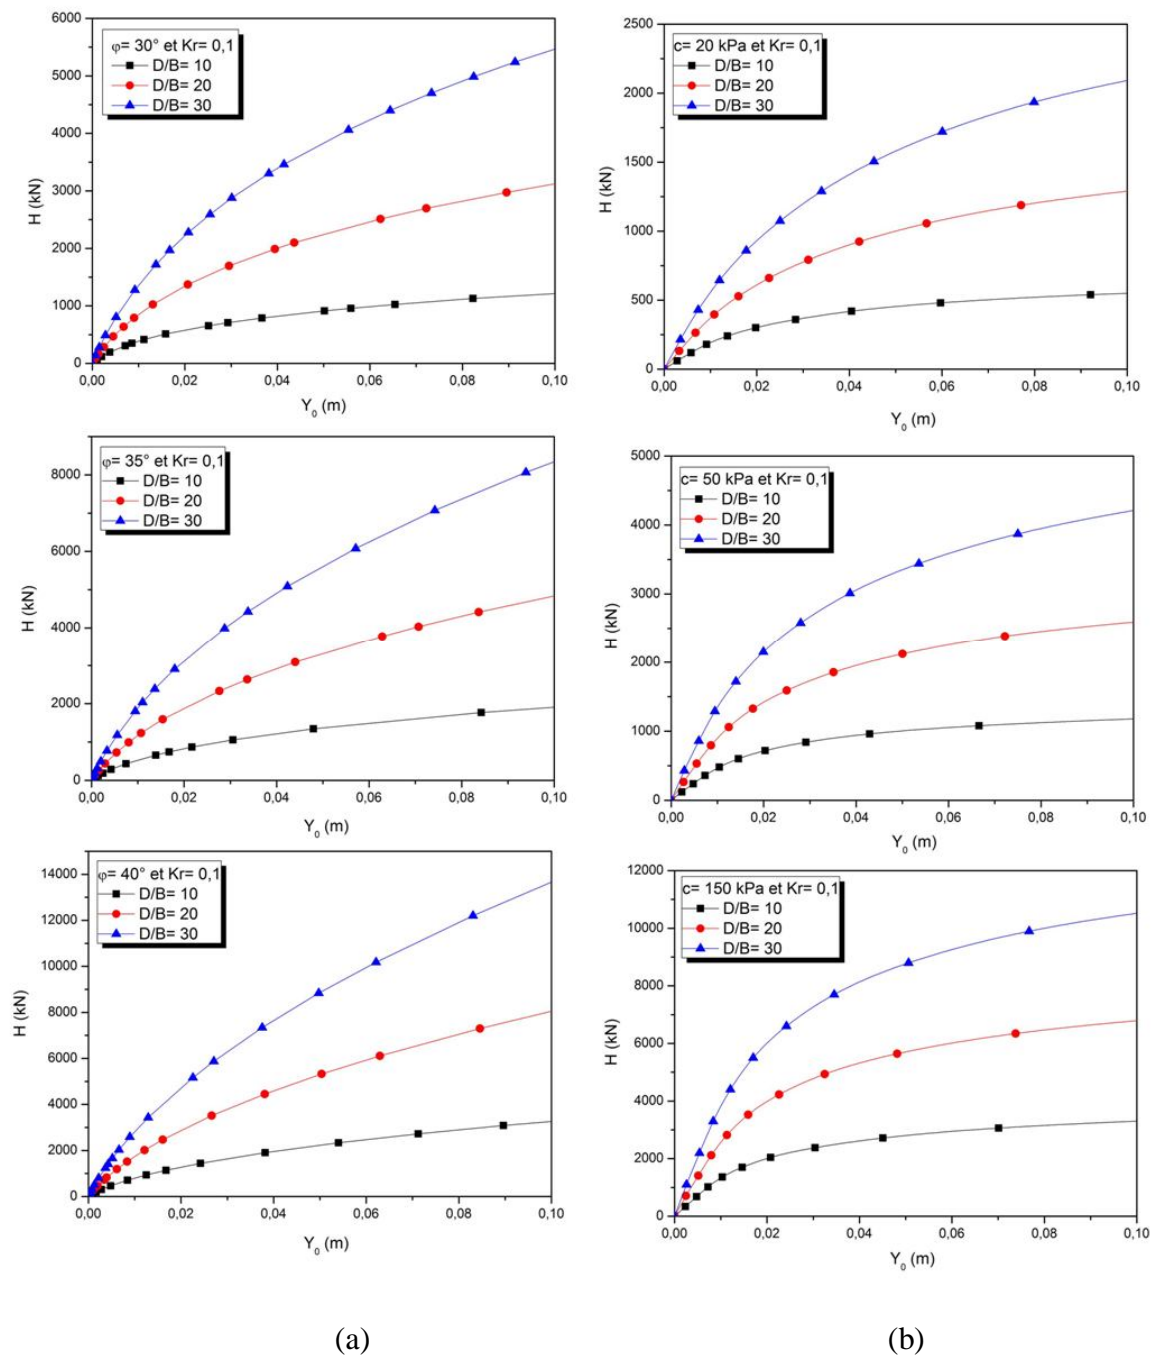 6000
5000
4000
3000
2000
1000
0
H (kN)
φ= 30° et Kr= 0,1
D/B= 10
D/B= 20
D/B= 30
0,00 0,02 0,04 0,06 0,08 0,10
Y0 (m)
2500
2000
1500
1000
500
0
H (kN)
c= 20 kPa et Kr= 0,1
D/B= 10
D/B= 20
D/B= 30
0,00 0,02 0,04 0,06 0,08 0,10
Y0 (m)
8000
6000
4000
2000
0
H (kN)
φ= 35° et Kr= 0,1
D/B= 10
D/B= 20
D/B= 30
0,00 0,02 0,04 0,06 0,08 0,10
Y0 (m)
5000
4000
3000
2000
1000
0
H (kN)
c= 50 kPa et Kr= 0,1
D/B= 10
D/B= 20
D/B= 30
0,00 0,02 0,04 0,06 0,08 0,10
Y0 (m)
14000
12000
10000
8000
6000
4000
2000
0
H (kN)
φ= 40° et Kr= 0,1
D/B= 10
D/B= 20
D/B= 30
0,00 0,02 0,04 0,06 0,08 0,10
Y0 (m)
12000
10000
8000
6000
4000
2000
0
H (kN)
c= 150 kPa et Kr= 0,1
D/B= 10
D/B= 20
D/B= 30
0,00 0,02 0,04 0,06 0,08 0,10
Y0 (m)
(a)
(b)